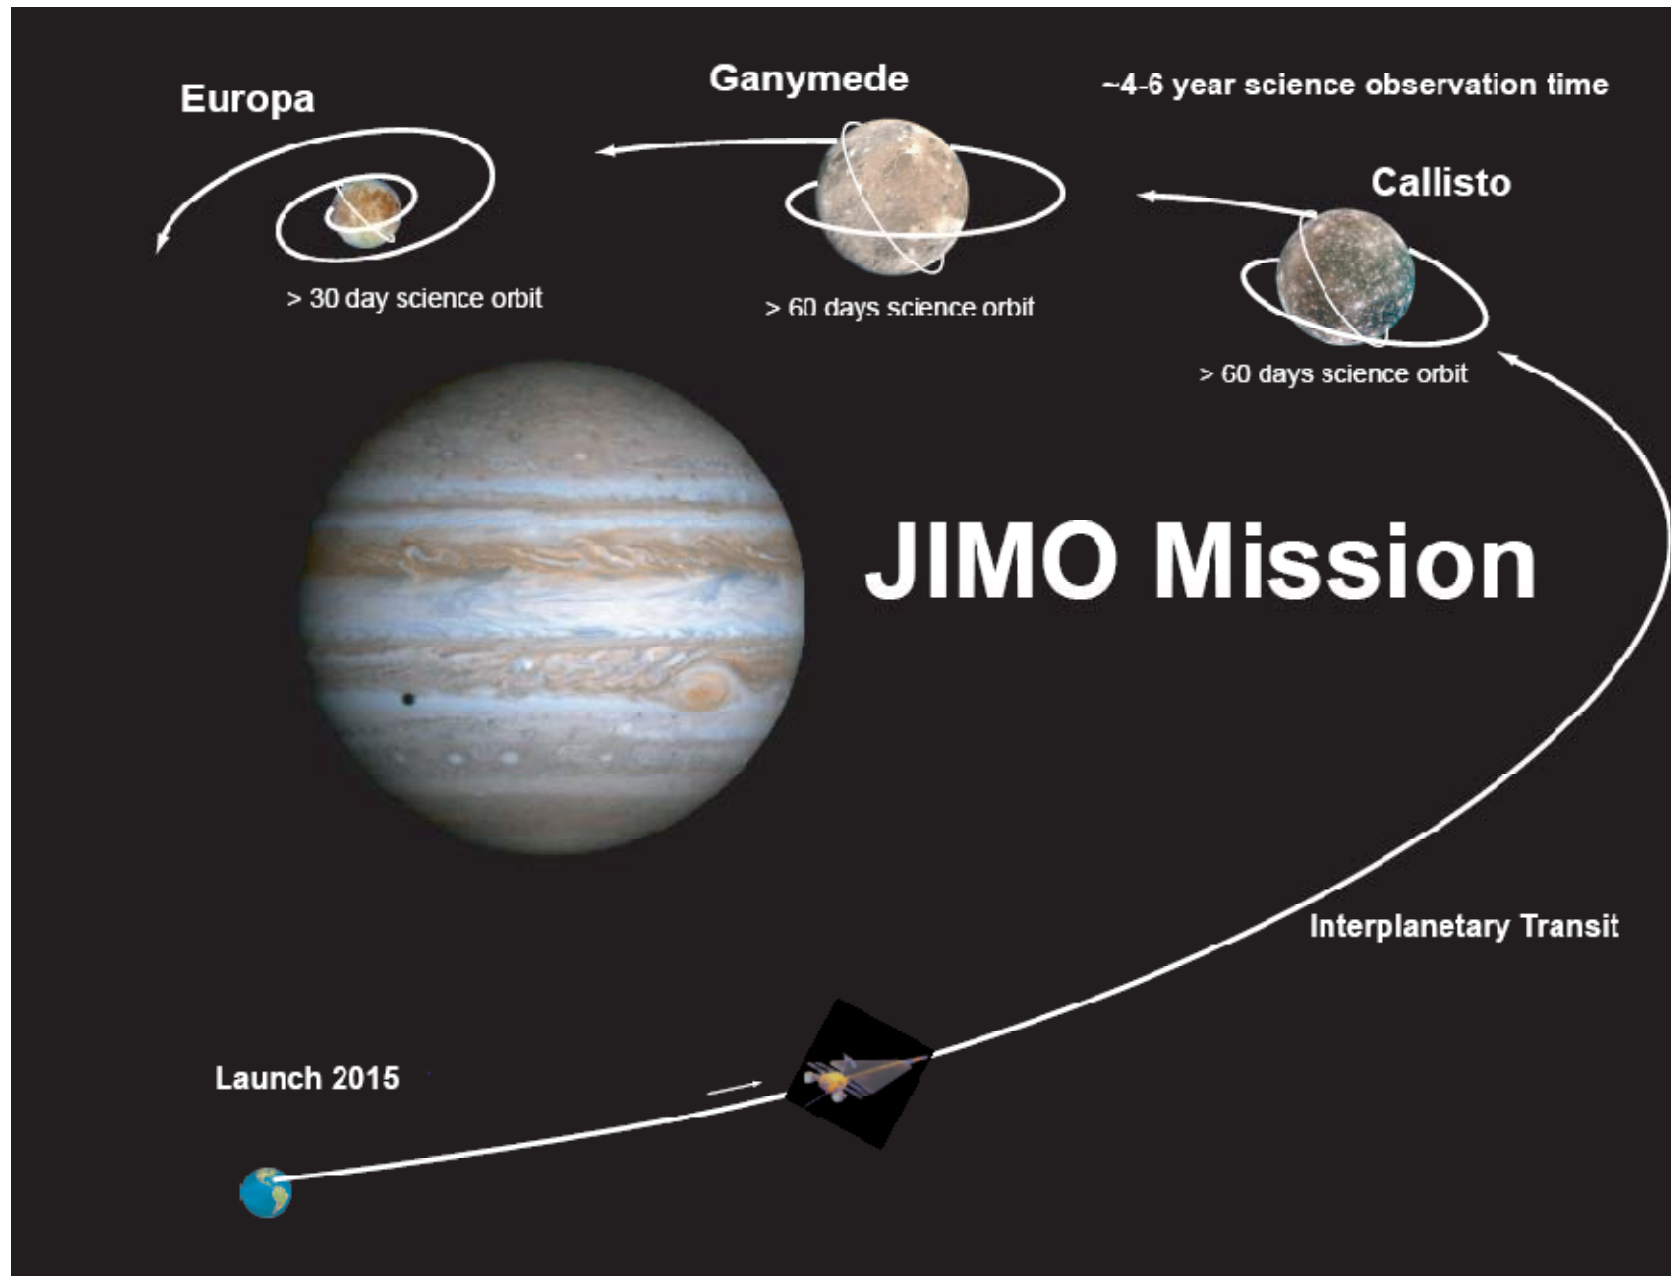 Europa
Ganymede
~4-6 year science observation time
Callisto
> 30 day science orbit
> 60 days science orbit
> 60 days science orbit
JIMO Mission
Interplanetary Transit
Launch 2015